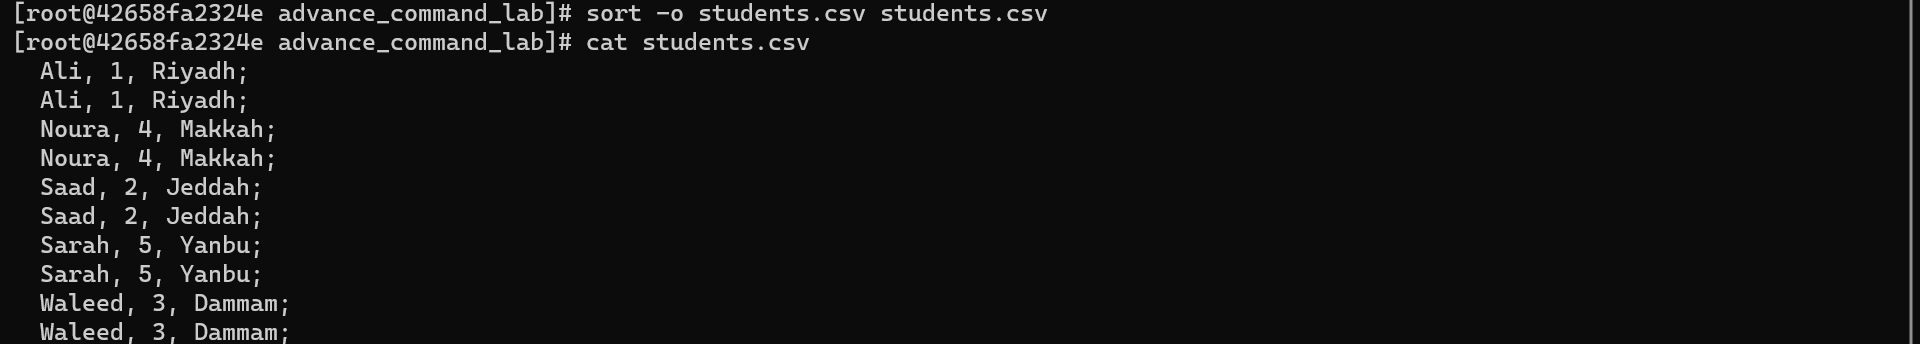 [root@42658fa2324e advance_command_lab]# sort -o students.csv students.csv
[root@42658fa2324e advance_command_lab]# cat students.csv
Ali, 1, Riyadh;
Ali, 1, Riyadh;
Noura, 4, Makkah;
Noura, 4, Makkah;
Saad, 2, Jeddah;
Saad, 2, Jeddah;
Sarah, 5, Yanbu;
Sarah, 5, Yanbu;
Waleed, 3, Dammam;
Waleed, 3, Dammam;